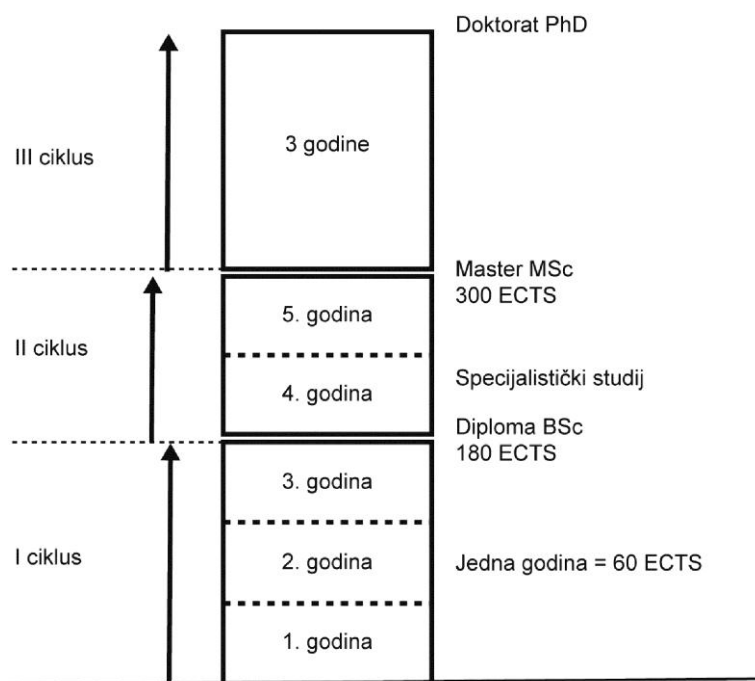 Doktorat PhD
3 godine
III ciklus
Master MSc
300 ECTS
5. godina
II ciklus
Specijalistički studij
4. godina
Diploma BSc
180 ECTS
3. godina
I ciklus
2. godina
Jedna godina = 60 ECTS
1. godina